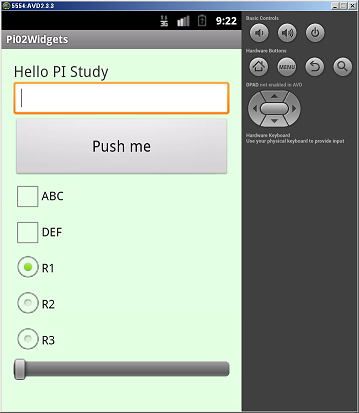 5554:AVD2.3.3
3G 9:22
Pi02Widgets
Hello PI Study
Push me
ABC
DEF
R1
R2
R3
Basic Controls
Hardware Buttons
MENU
DPAD not enabled in AVD
Hardware Keyboard
Use your physical keyboard to provide input